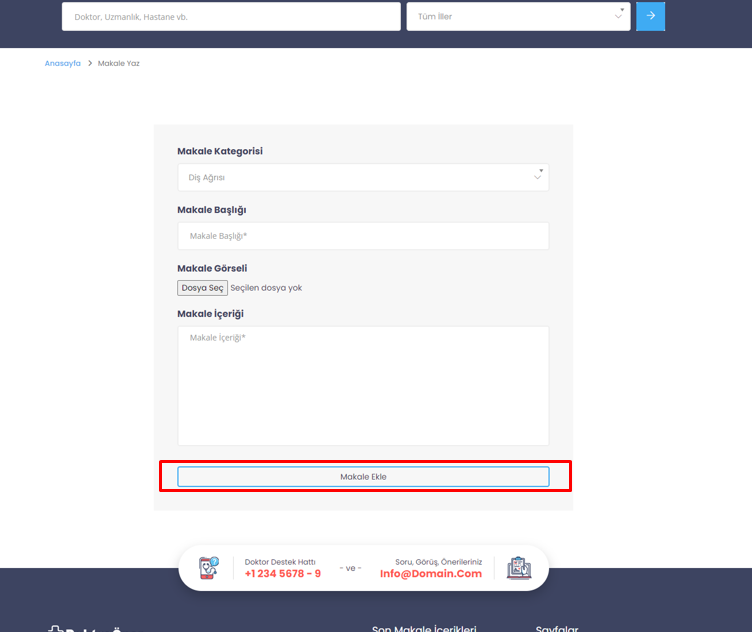 Doktor, Uzmanlık, Hastane vb.
Tüm İller
Anasayfa > Makale Yaz
Makale Kategorisi
Diş Ağrısı
Makale Başlığı
Makale Başlığı*
Makale Görseli
Dosya Seç Seçilen dosya yok
Makale İçeriği
Makale İçeriği*
Makale Ekle
Doktor Destek Hattı
+1 234 5678 - 9
- ve -
Soru, Görüş, Önerileriniz
Info@Domain.Com
Son Makale İçerikleri
Sayfalar